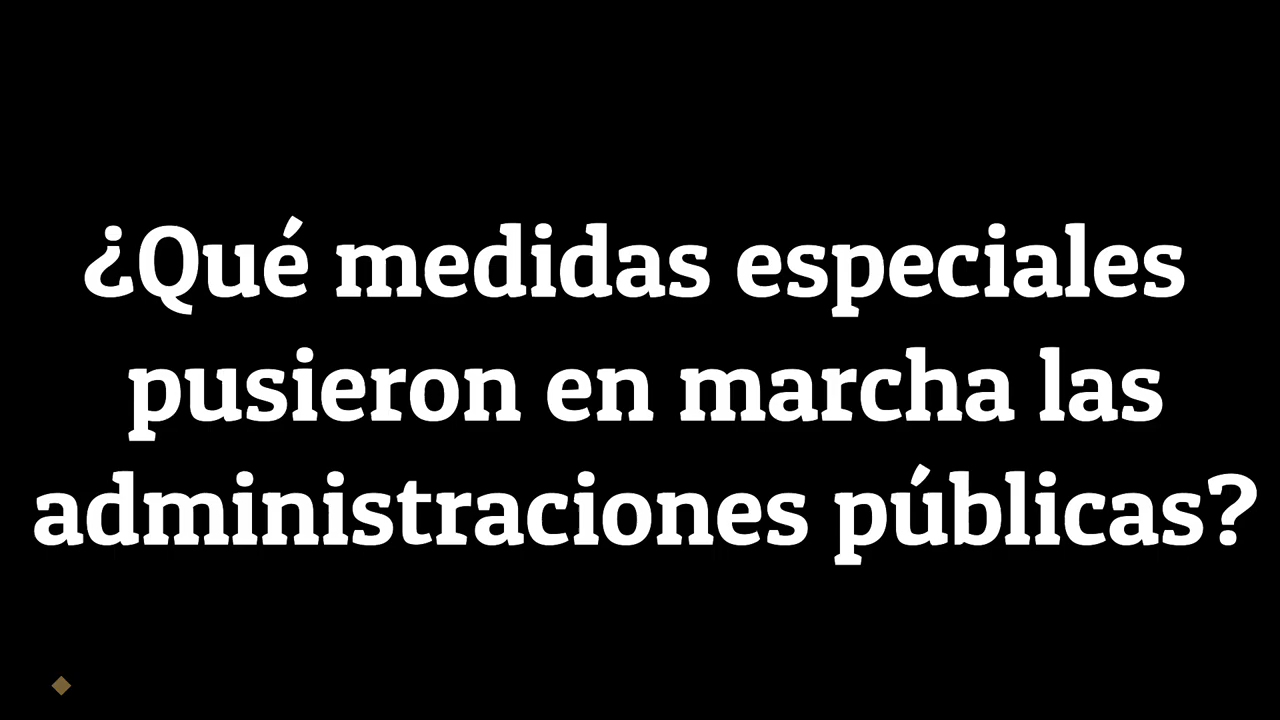 ¿Qué medidas especiales
pusieron en marcha las
administraciones públicas?